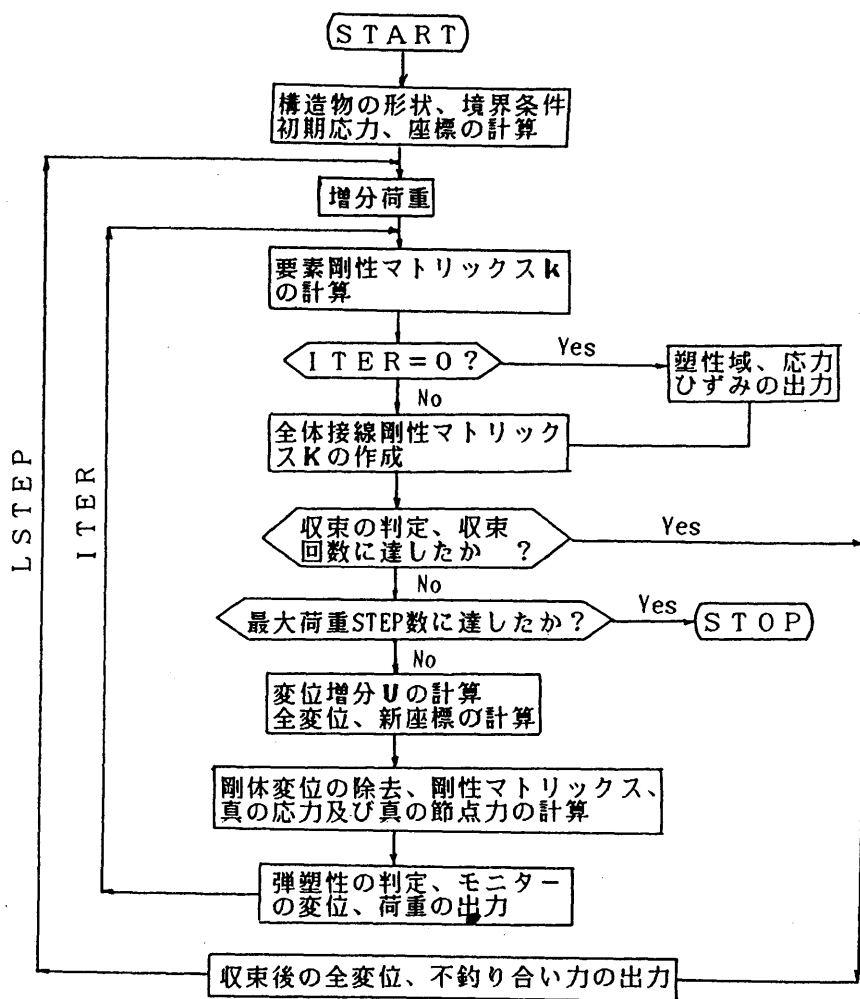 START
構造物の形状、境界条件
初期応力、座標の計算
増分荷重
要素剛性マトリックスk
の計算
ITER=0?
Yes
塑性域、応力
ひずみの出力
No
全体接線剛性マトリック
スKの作成
収束の判定、収束
回数に達したか ?
Yes
No
最大荷重STEP数に達したか?
Yes
STOP
No
変位増分Uの計算
全変位、新座標の計算
剛体変位の除去、剛性マトリックス、
真の応力及び真の節点力の計算
弾塑性の判定、モニター
の変位、荷重の出力
収束後の全変位、不釣り合い力の出力
LSTEP
ITER